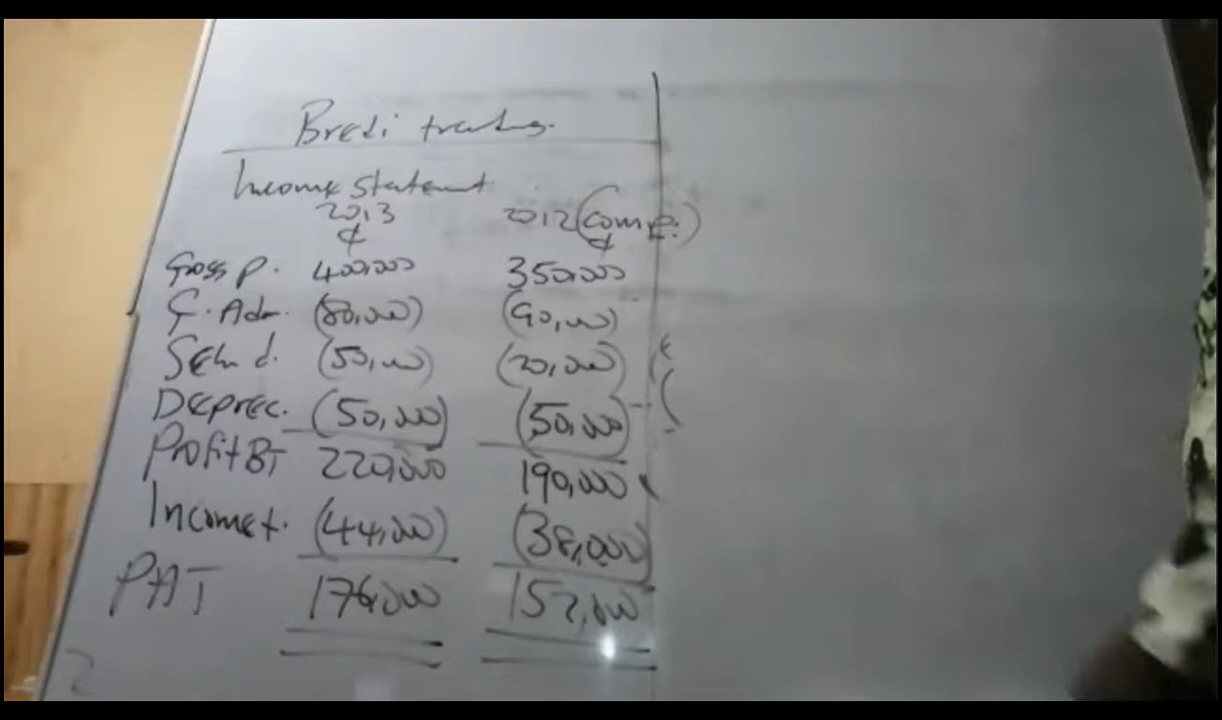 Bredi trading.
Income statement
2013 2012 (comp.)
¢ ¢
Gross p. 400,000 350,000
G. Adm. (80,000) (90,000)
Sell. d. (50,000) (20,000)
Deprec. (50,000) (50,000)
Profit BT 220,000 190,000
Income t. (44,000) (38,000)
PAT 176,000 152,000